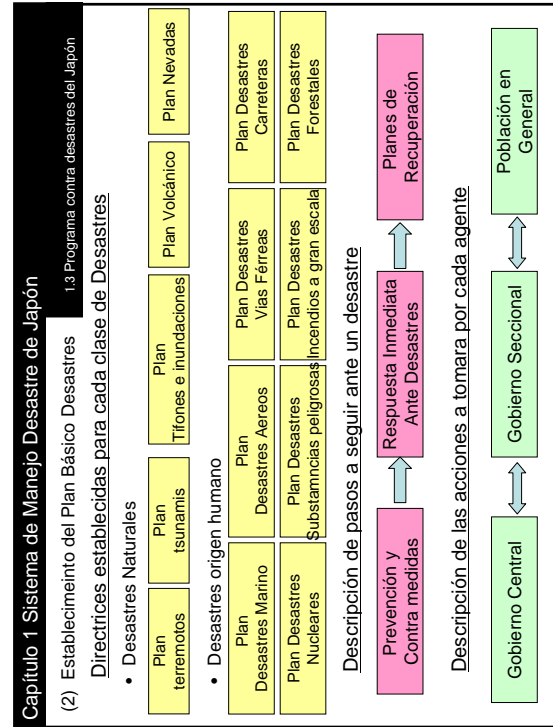 Capítulo 1 Sistema de Manejo Desastre de Japón
1.3 Programa contra desastres del Japón
(2) Establecimeinto del Plan Básico Desastres
Directrices establecidas para cada clase de Desastres
• Desastres Naturales
Plan
terremotos
Plan
tsunamis
Plan
Tifones e inundaciones
Plan Volcánico
Plan Nevadas
• Desastres origen humano
Plan
Desastres Marino
Plan
Desastres Aereos
Plan Desastres
Vias Férreas
Plan Desastres
Carreteras
Plan Desastres
Nucleares
Plan Desastres
Substamncias peligrosas
Plan Desastres
Incendios a gran escala
Plan Desastres
Forestales
Descripción de pasos a seguir ante un desastre
Prevención y
Contra medidas
Respuesta Inmediata
Ante Desastres
Planes de
Recuperación
Descripción de las acciones a tomara por cada agente
Gobierno Central
Gobierno Seccional
Población en
General